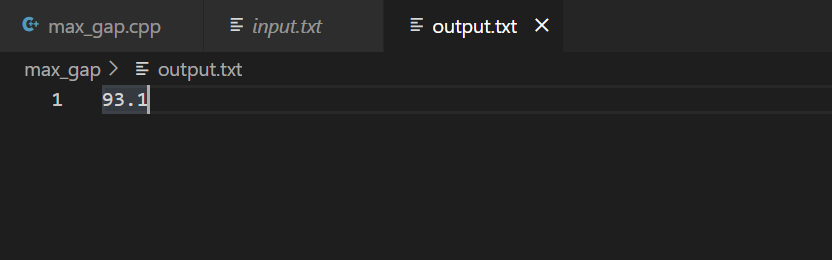 max_gap.cpp input.txt output.txt
max_gap > output.txt
1 93.1